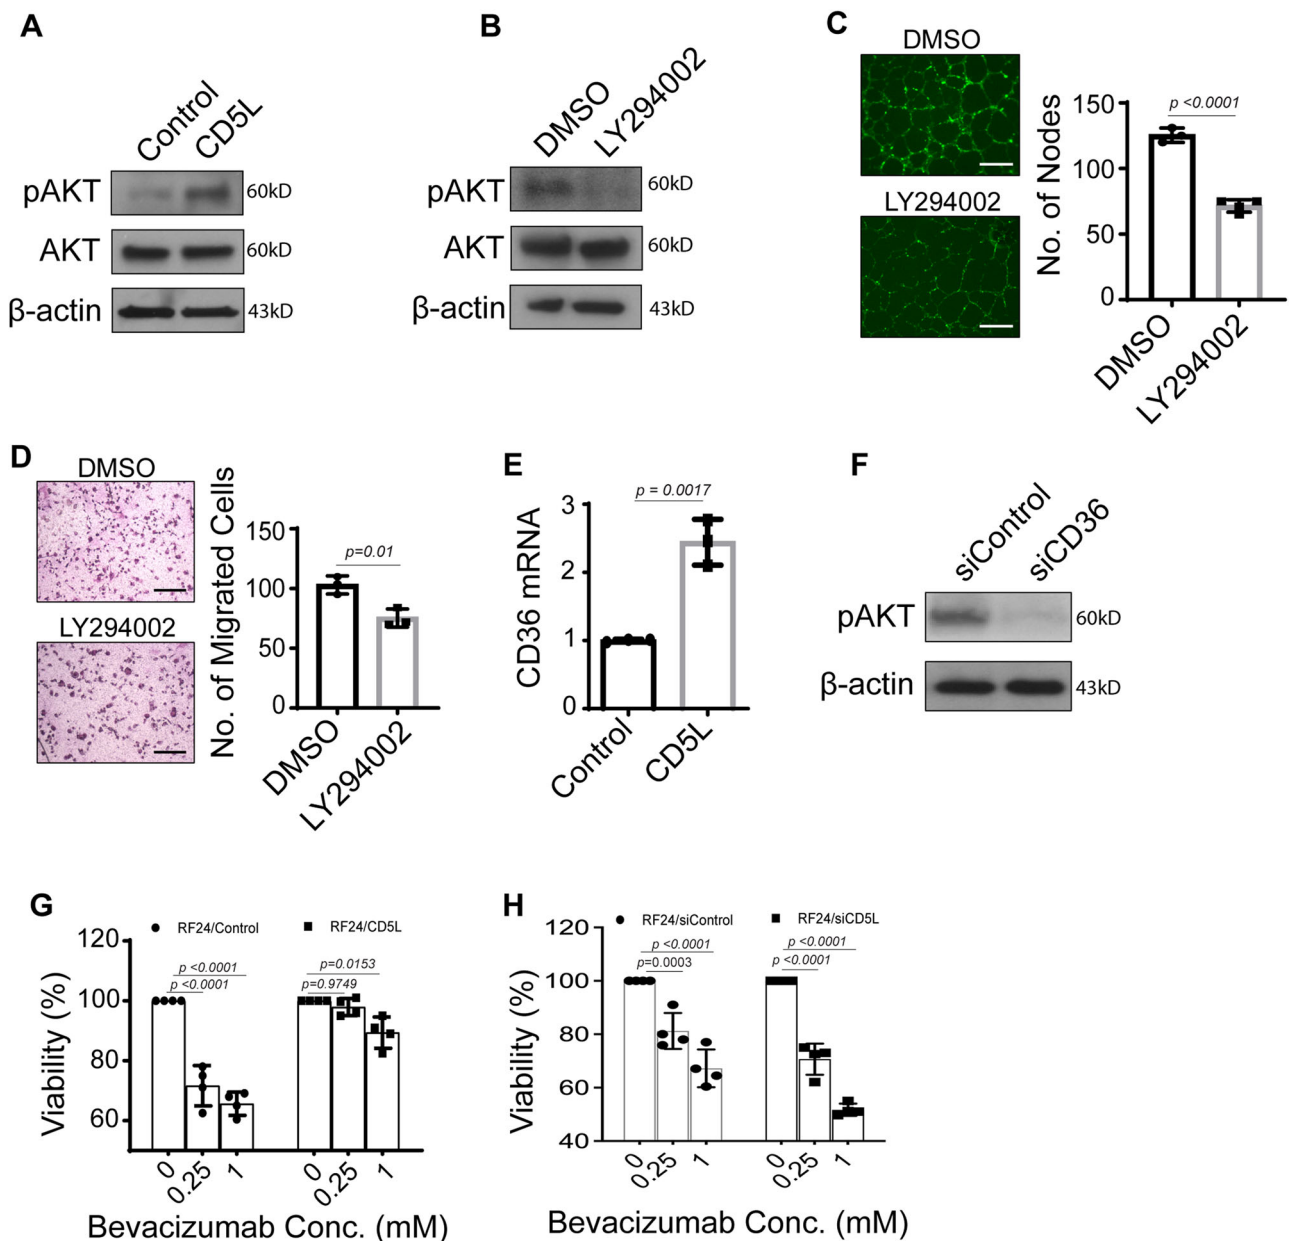 A
Control
CD5L
pAKT
60kD
AKT
60kD
β-actin
43kD
B
DMSO
LY294002
pAKT
60kD
AKT
60kD
β-actin
43kD
C
DMSO
LY294002
No. of Nodes
150
100
50
0
p <0.0001
DMSO
LY294002
D
DMSO
LY294002
No. of Migrated Cells
150
100
50
0
p=0.01
DMSO
LY294002
E
CD36 mRNA
3
2
1
0
p = 0.0017
Control
CD5L
F
siControl
siCD36
pAKT
60kD
β-actin
43kD
G
RF24/Control
RF24/CD5L
Viability (%)
120
100
80
60
p <0.0001
p <0.0001
p=0.0153
p=0.9749
0
0.25
1
0
0.25
1
Bevacizumab Conc. (mM)
H
RF24/siControl
RF24/siCD5L
Viability (%)
120
100
80
60
40
p <0.0001
p=0.0003
p <0.0001
p <0.0001
0
0.25
1
0
0.25
1
Bevacizumab Conc. (mM)